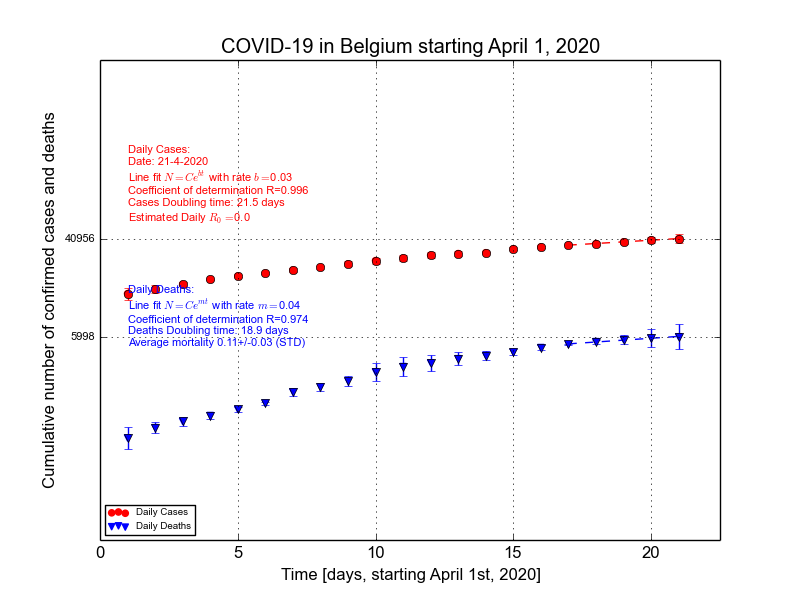 COVID-19 in Belgium starting April 1, 2020
Cumulative number of confirmed cases and deaths
Daily Cases:
Date: 21-4-2020
Line fit N = Ce^{bt} with rate b =0.03
Coefficient of determination R=0.996
Cases Doubling time: 21.5 days
Estimated Daily R_0 =0.0
40956
Daily Deaths:
Line fit N = Ce^{mt} with rate m =0.04
Coefficient of determination R=0.974
Deaths Doubling time: 18.9 days
Average mortality 0.11+/-0.03 (STD)
5998
Daily Cases
Daily Deaths
0 5 10 15 20
Time [days, starting April 1st, 2020]